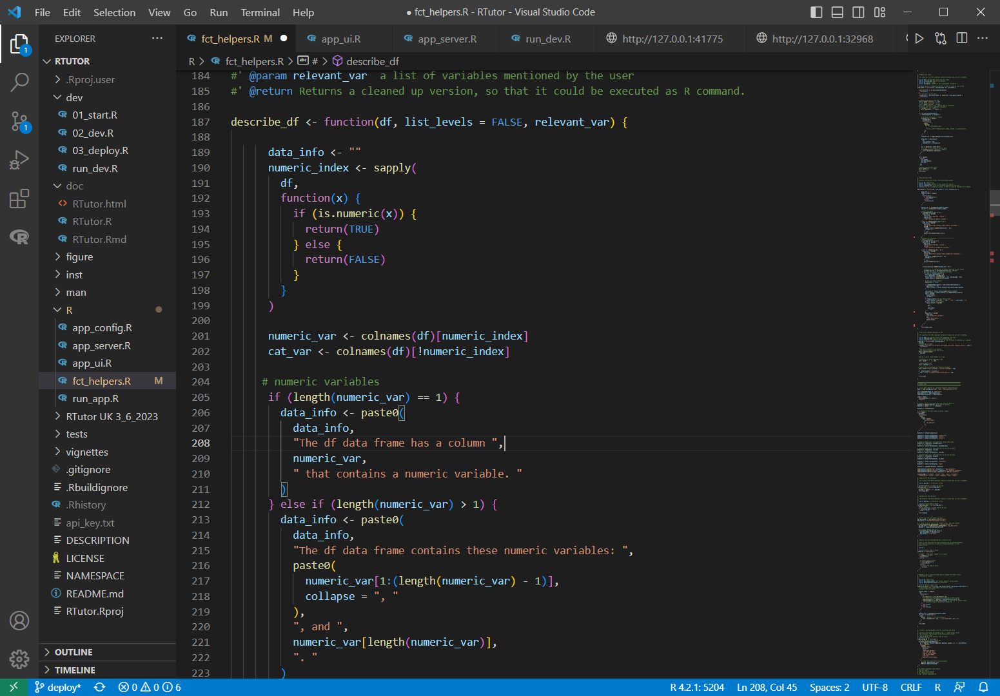 File Edit Selection View Go Run Terminal Help
● fct_helpers.R - RTutor - Visual Studio Code
EXPLORER ···
fct_helpers.R M ●
app_ui.R
app_server.R
run_dev.R
http://127.0.0.1:41775
http://127.0.0.1:32968
R > fct_helpers.R > abc # > describe_df
1
1
RTUTOR
.Rproj.user
dev
01_start.R
02_dev.R
03_deploy.R
run_dev.R
doc
RTutor.html
RTutor.R
RTutor.Rmd
figure
inst
man
R
app_config.R
app_server.R
app_ui.R
fct_helpers.R M
run_app.R
RTutor UK 3_6_2023
tests
vignettes
.gitignore
.Rbuildignore
.Rhistory
api_key.txt
DESCRIPTION
LICENSE
NAMESPACE
README.md
RTutor.Rproj
OUTLINE
TIMELINE
184 #' @param relevant_var  a list of variables mentioned by the user
185 #' @return Returns a cleaned up version, so that it could be executed as R command.
186
187 describe_df <- function(df, list_levels = FALSE, relevant_var) {
188
189 data_info <- ""
190 numeric_index <- sapply(
191 df,
192 function(x) {
193 if (is.numeric(x)) {
194 return(TRUE)
195 } else {
196 return(FALSE)
197 }
198 }
199 )
200
201 numeric_var <- colnames(df)[numeric_index]
202 cat_var <- colnames(df)[!numeric_index]
203
204 # numeric variables
205 if (length(numeric_var) == 1) {
206 data_info <- paste0(
207 data_info,
208 "The df data frame has a column ",
209 numeric_var,
210 " that contains a numeric variable. "
211 )
212 } else if (length(numeric_var) > 1) {
213 data_info <- paste0(
214 data_info,
215 "The df data frame contains these numeric variables: ",
216 paste0(
217 numeric_var[1:(length(numeric_var) - 1)],
218 collapse = ", "
219 ),
220 ", and ",
221 numeric_var[length(numeric_var)],
222 ". "
223 )
deploy* 0 0 6
R 4.2.1: 5204 Ln 208, Col 45 Spaces: 2 UTF-8 CRLF R